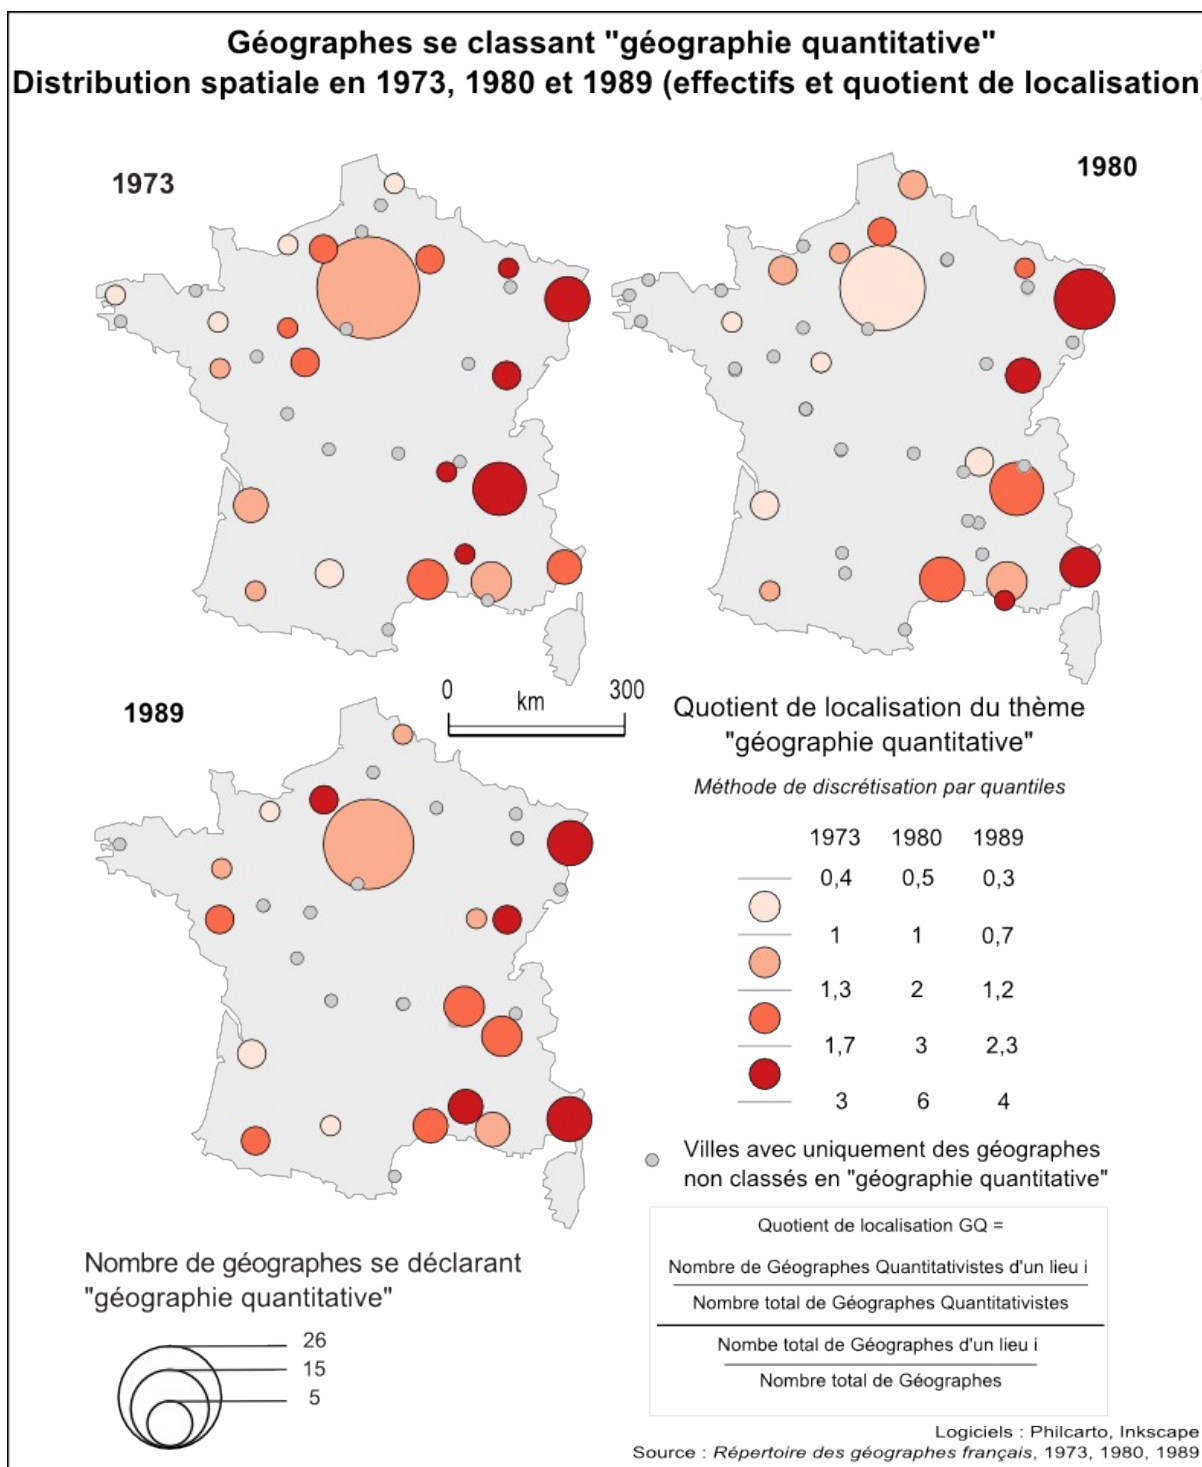 Géographes se classant "géographie quantitative"
Distribution spatiale en 1973, 1980 et 1989 (effectifs et quotient de localisation)
1973
1980
1989
0 300
km
Quotient de localisation du thème
"géographie quantitative"
Méthode de discrétisation par quantiles
1973 1980 1989
0,4 0,5 0,3
1 1 0,7
1,3 2 1,2
1,7 3 2,3
3 6 4
Villes avec uniquement des géographes
non classés en "géographie quantitative"
Quotient de localisation GQ =
Nombre de Géographes Quantitativistes d'un lieu i
Nombre total de Géographes Quantitativistes
Nombe total de Géographes d'un lieu i
Nombre total de Géographes
Nombre de géographes se déclarant
"géographie quantitative"
26
15
5
Logiciels : Philcarto, Inkscape
Source : Répertoire des géographes français, 1973, 1980, 1989